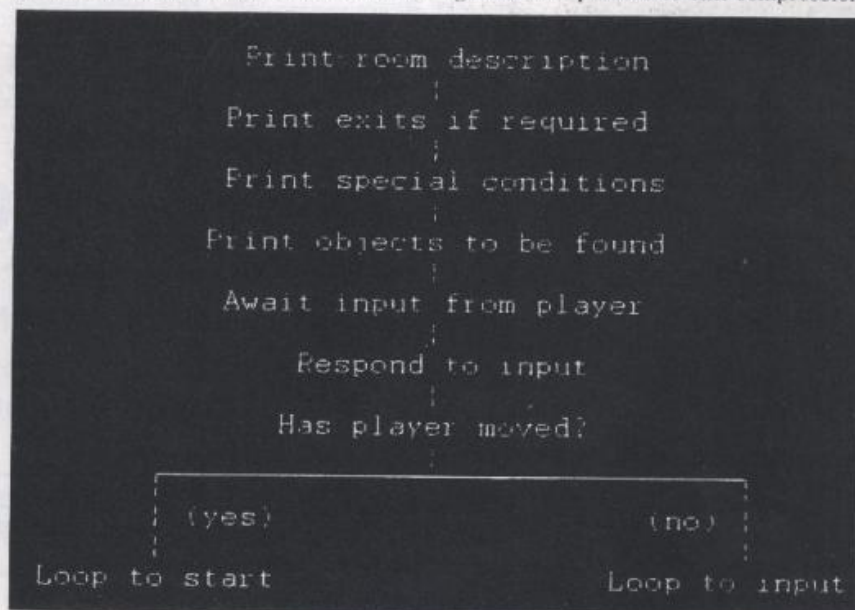 Print room description
Print exits if required
Print special conditions
Print objects to be found
Await input from player
Respond to input
Has player moved?
(yes) (no)
Loop to start Loop to input